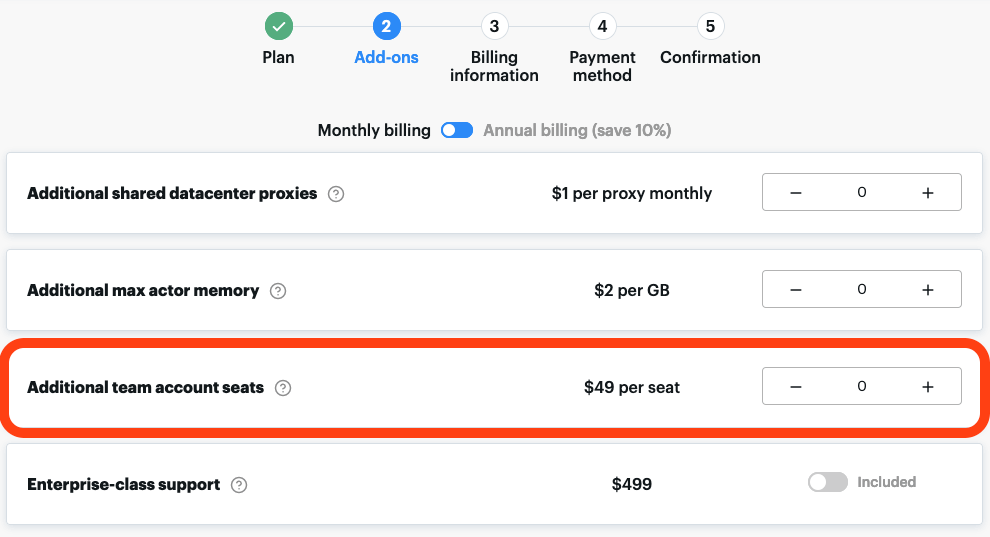 2 3 4 5
Plan Add-ons Billing information Payment method Confirmation
Monthly billing Annual billing (save 10%)
Additional shared datacenter proxies ? $1 per proxy monthly − 0 +
Additional max actor memory ? $2 per GB − 0 +
Additional team account seats ? $49 per seat − 0 +
Enterprise-class support ? $499 Included